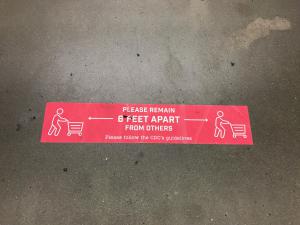 PLEASE REMAIN
6 FEET APART
FROM OTHERS
Please follow the CDC's guidelines